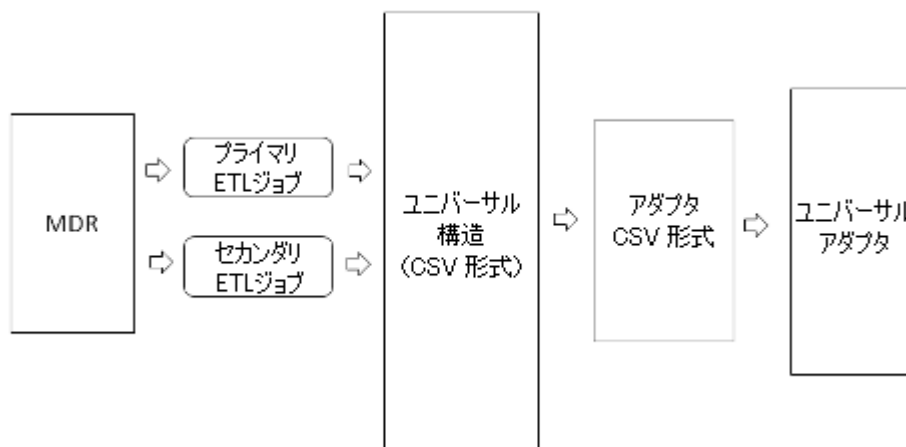 MDR
プライマリ
ETLジョブ
セカンダリ
ETLジョブ
ユニバーサル
構造
(CSV 形式)
アダプタ
CSV 形式
ユニバーサル
アダプタ